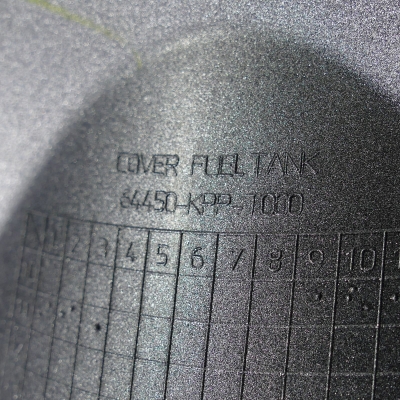 COVER FUEL TANK
64450-KPP-T000
1 2 3 4 5 6 7 8 9 10